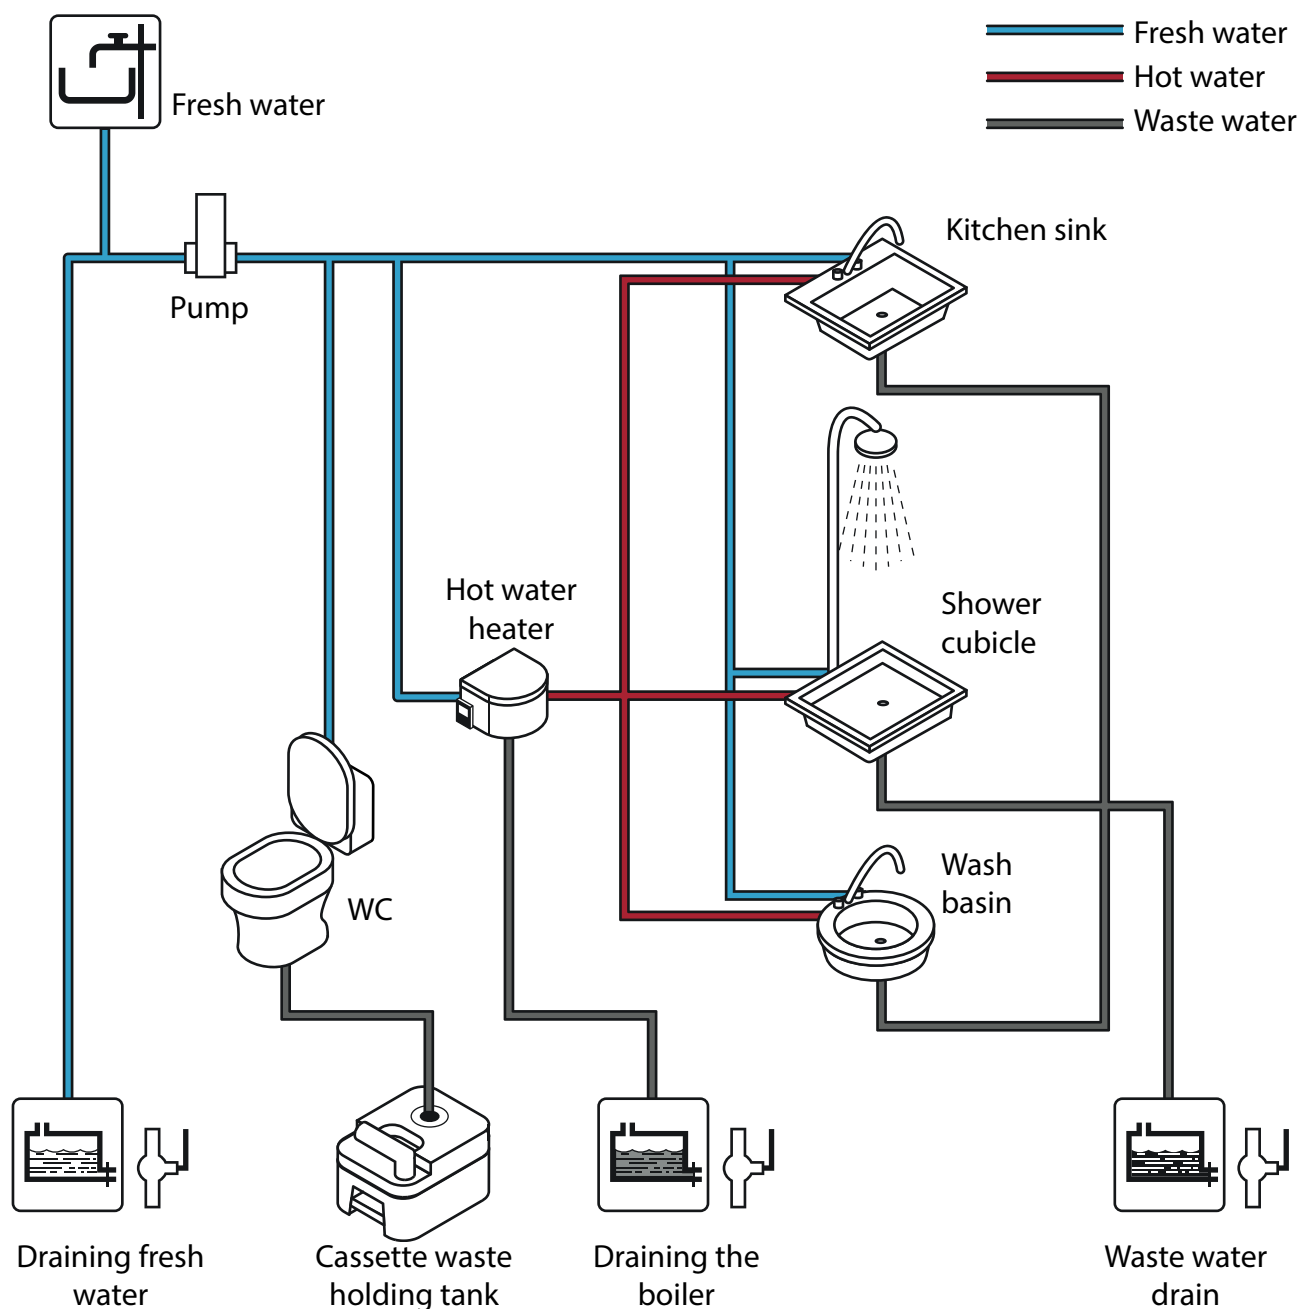 Fresh water
Hot water
Waste water
Fresh water
Pump
Kitchen sink
Hot water
heater
Shower
cubicle
WC
Wash
basin
Draining fresh
water
Cassette waste
holding tank
Draining the
boiler
Waste water
drain